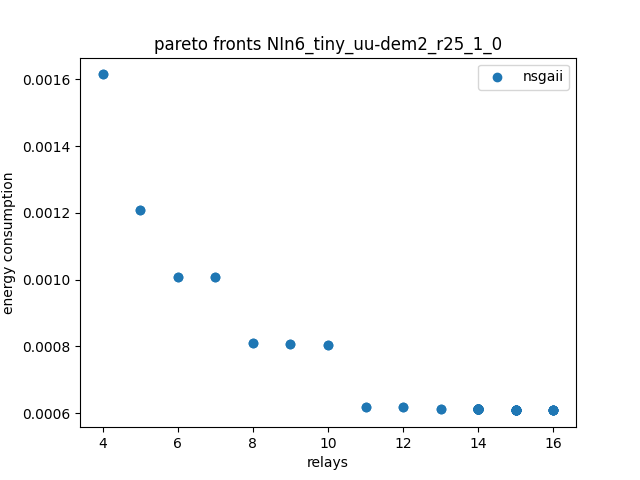 pareto fronts NIn6_tiny_uu-dem2_r25_1_0
nsgaii
energy consumption
0.0016
0.0014
0.0012
0.0010
0.0008
0.0006
4 6 8 10 12 14 16
relays